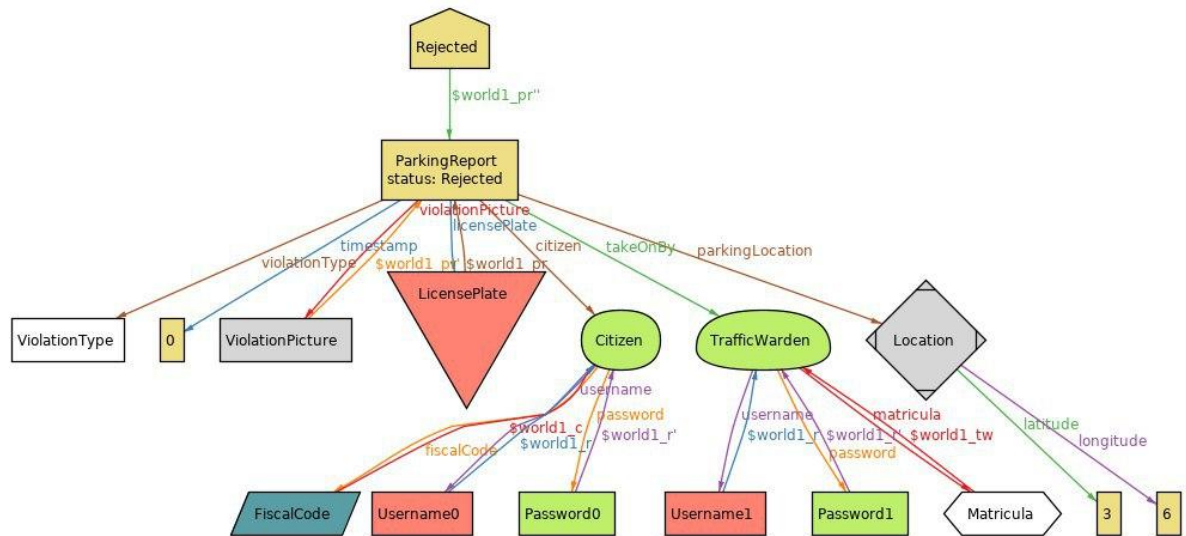 Rejected
$world1_pr''
ParkingReport
status: Rejected
violationPicture
licensePlate
timestamp
citizen
takeOnBy
parkingLocation
violationType
$world1_pr'
$world1_pr
LicensePlate
ViolationType
0
ViolationPicture
Citizen
TrafficWarden
Location
username
password
$world1_c
$world1_r
$world1_r'
fiscalCode
username
$world1_r
$world1_r'
password
matricula
$world1_tw
latitude
longitude
FiscalCode
Username0
Password0
Username1
Password1
Matricula
3
6